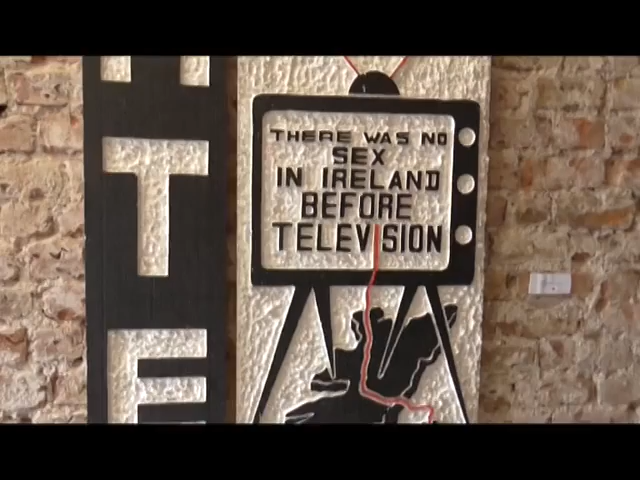 T
E
THERE WAS NO
SEX
IN IRELAND
BEFORE
TELEVISION